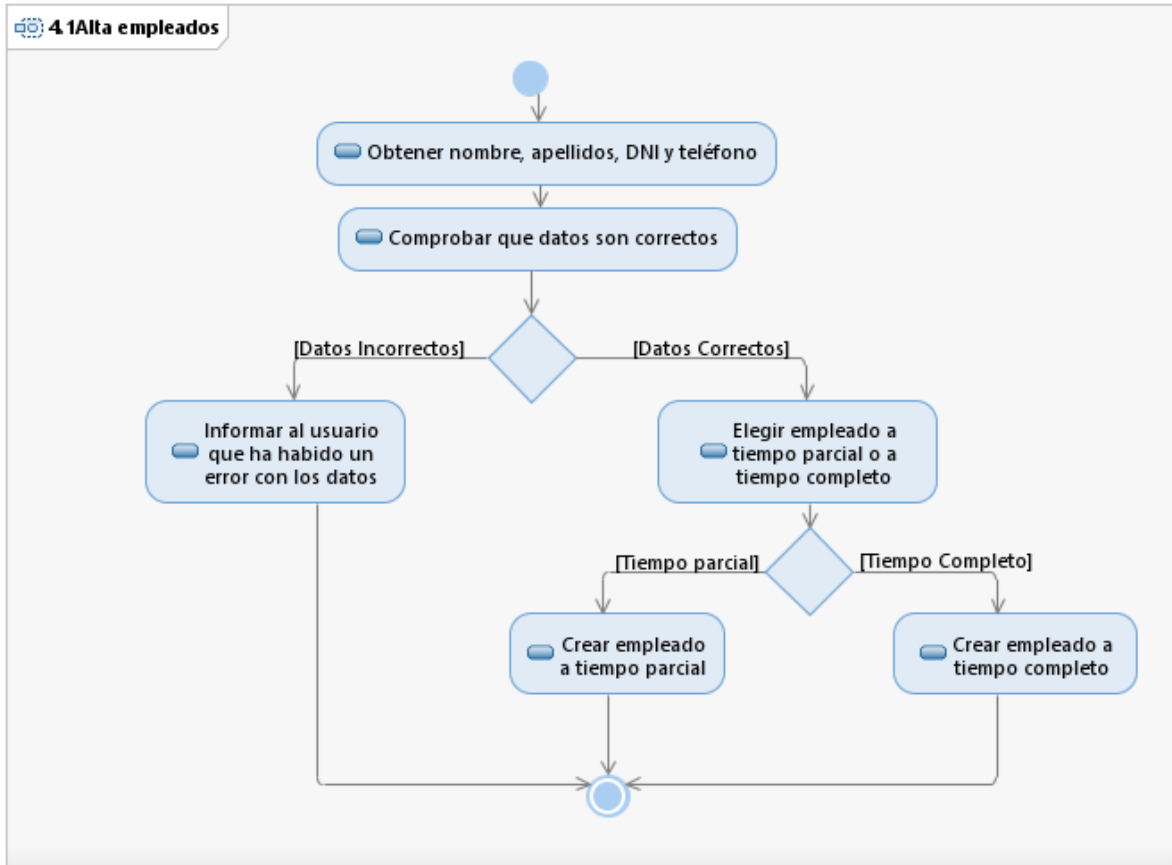 4.1Alta empleados
Obtener nombre, apellidos, DNI y teléfono
Comprobar que datos son correctos
[Datos Incorrectos]
[Datos Correctos]
Informar al usuario
que ha habido un
error con los datos
Elegir empleado a
tiempo parcial o a
tiempo completo
[Tiempo parcial]
[Tiempo Completo]
Crear empleado
a tiempo parcial
Crear empleado a
tiempo completo